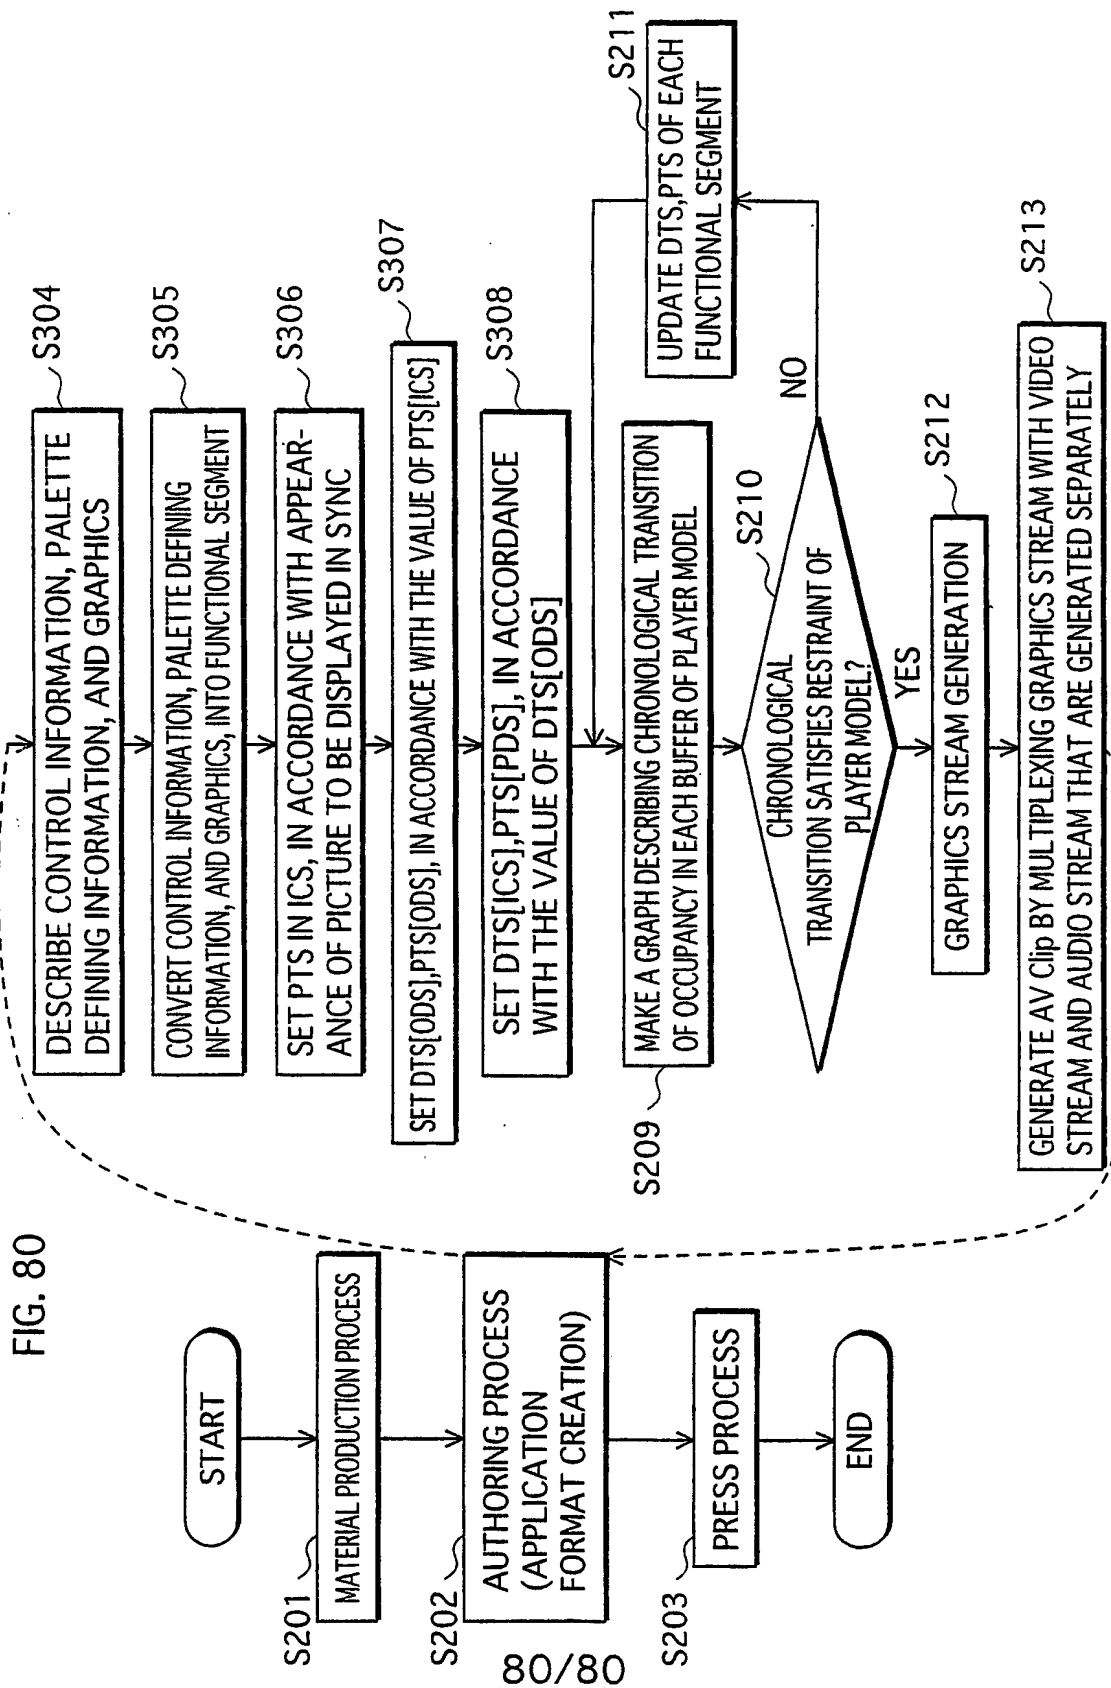 FIG. 80
START
S201
MATERIAL PRODUCTION PROCESS
S202
AUTHORING PROCESS
(APPLICATION
FORMAT CREATION)
S203
PRESS PROCESS
END
S304
DESCRIBE CONTROL INFORMATION, PALETTE
DEFINING INFORMATION, AND GRAPHICS
S305
CONVERT CONTROL INFORMATION, PALETTE DEFINING
INFORMATION, AND GRAPHICS, INTO FUNCTIONAL SEGMENT
S306
SET PTS IN ICS, IN ACCORDANCE WITH APPEAR-
ANCE OF PICTURE TO BE DISPLAYED IN SYNC
S307
SET DTS[ODS],PTS[ODS], IN ACCORDANCE WITH THE VALUE OF PTS[ICS]
S308
SET DTS[ICS],PTS[PDS], IN ACCORDANCE
WITH THE VALUE OF DTS[ODS]
S209
MAKE A GRAPH DESCRIBING CHRONOLOGICAL TRANSITION
OF OCCUPANCY IN EACH BUFFER OF PLAYER MODEL
S210
CHRONOLOGICAL
TRANSITION SATISFIES RESTRAINT OF
PLAYER MODEL?
NO
S211
UPDATE DTS,PTS OF EACH
FUNCTIONAL SEGMENT
YES
S212
GRAPHICS STREAM GENERATION
S213
GENERATE AV Clip BY MULTIPLEXING GRAPHICS STREAM WITH VIDEO
STREAM AND AUDIO STREAM THAT ARE GENERATED SEPARATELY
80/80